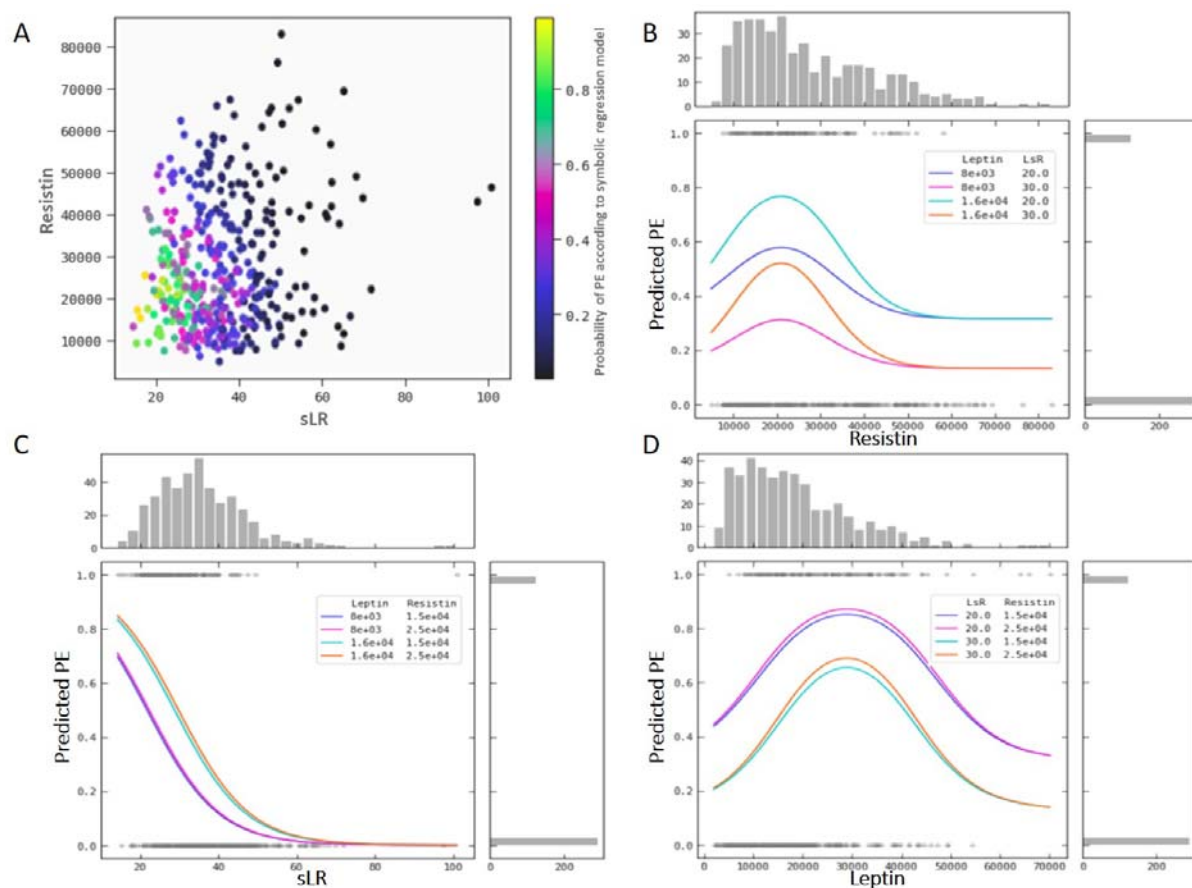 A
80000
70000
60000
50000
40000
30000
20000
10000
Resistin
20 40 60 80 100
sLR
0.8
0.6
0.4
0.2
Probability of PE according to symbolic regression model
B
30
20
10
0
1.0
0.8
0.6
0.4
0.2
0.0
Predicted PE
Leptin LsR
8e+03 20.0
8e+03 30.0
1.6e+04 20.0
1.6e+04 30.0
10000 20000 30000 40000 50000 60000 70000 80000
Resistin
0 200
C
40
20
0
1.0
0.8
0.6
0.4
0.2
0.0
Predicted PE
Leptin Resistin
8e+03 1.5e+04
8e+03 2.5e+04
1.6e+04 1.5e+04
1.6e+04 2.5e+04
20 40 60 80 100
sLR
0 200
D
40
30
20
10
0
1.0
0.8
0.6
0.4
0.2
0.0
Predicted PE
LsR Resistin
20.0 1.5e+04
20.0 2.5e+04
30.0 1.5e+04
30.0 2.5e+04
0 10000 20000 30000 40000 50000 60000 70000
Leptin
0 200